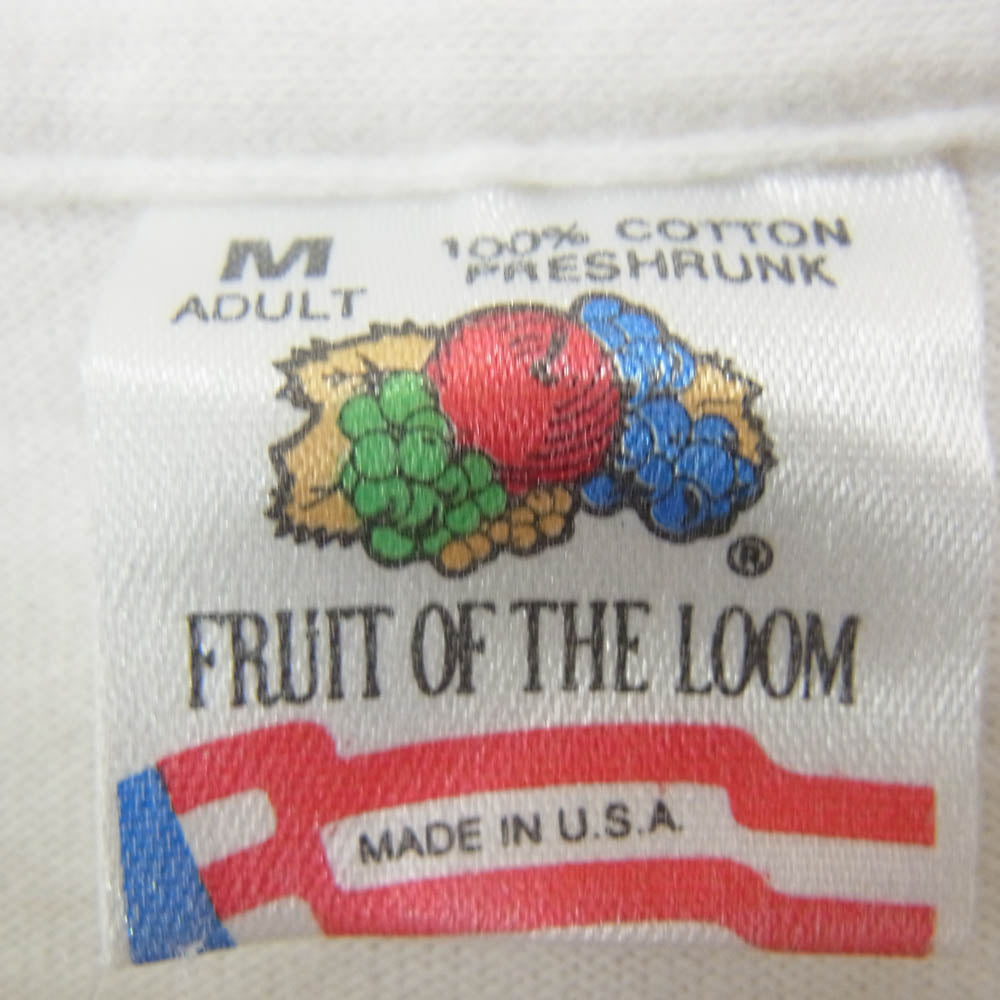 M
ADULT
100% COTTON
PRESHRUNK
®
FRUIT OF THE LOOM
MADE IN U.S.A.